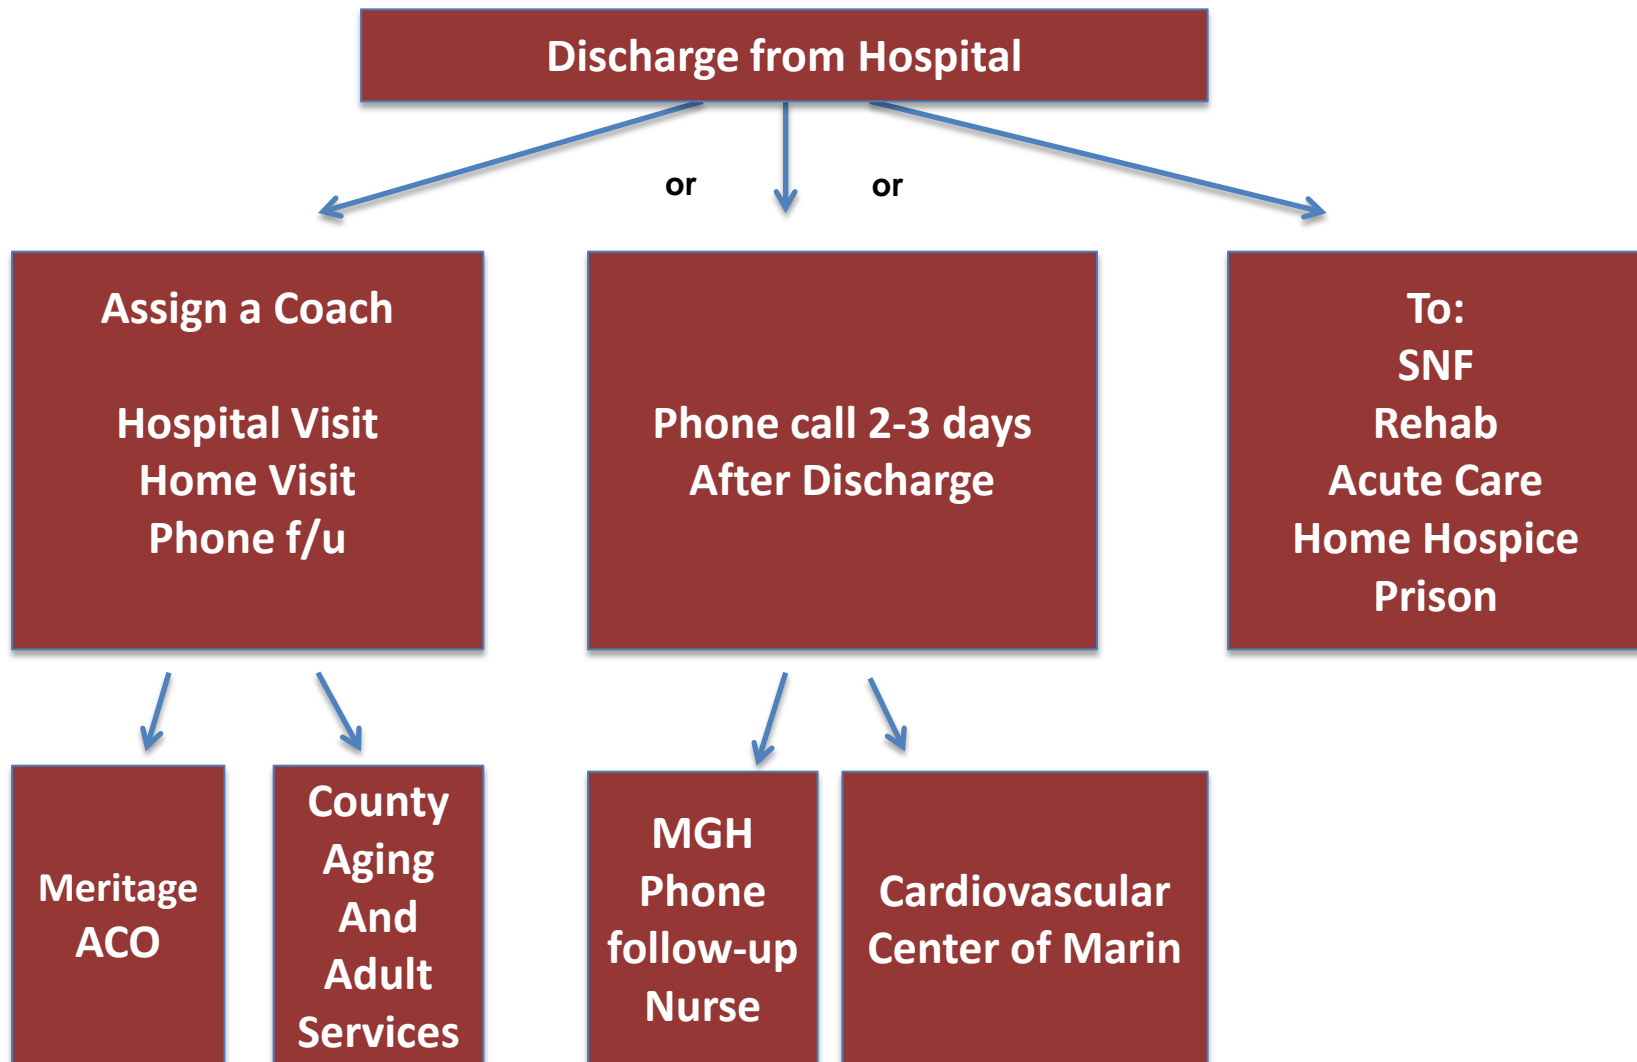 Discharge from Hospital
or
or
Assign a Coach
Hospital Visit
Home Visit
Phone f/u
Phone call 2-3 days
After Discharge
To:
SNF
Rehab
Acute Care
Home Hospice
Prison
Meritage
ACO
County
Aging
And
Adult
Services
MGH
Phone
follow-up
Nurse
Cardiovascular
Center of Marin